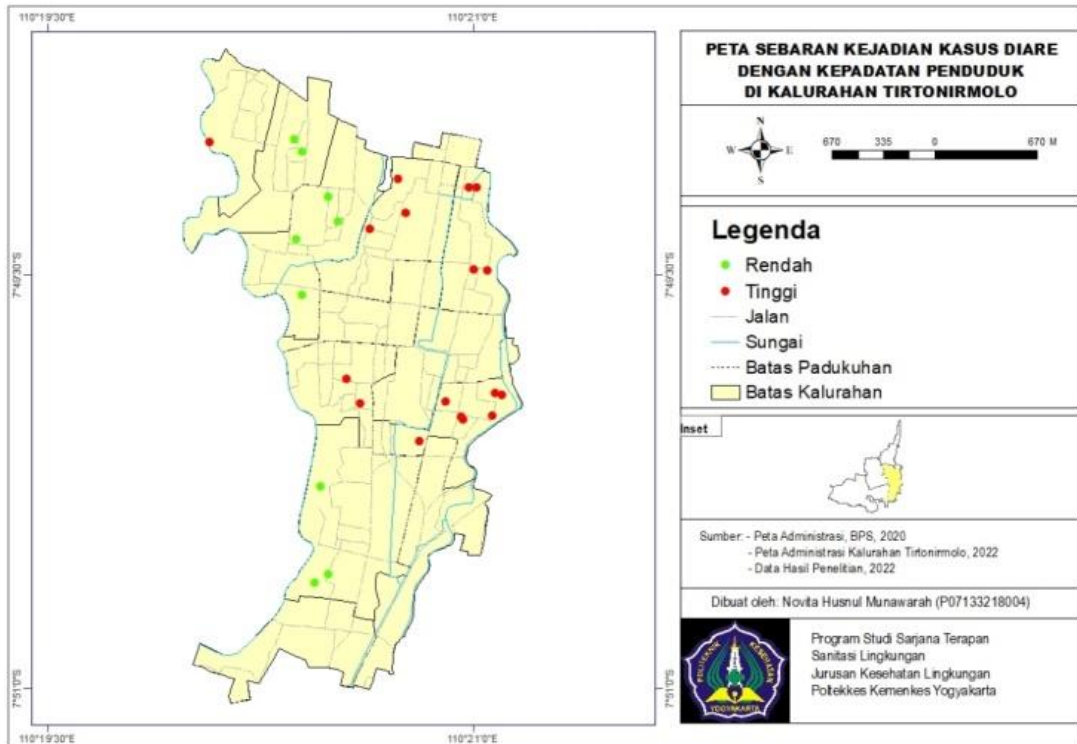 110°19'30"E
110°21'0"E
7°49'30"S
7°51'0"S
7°49'30"S
7°51'0"S
110°19'30"E
110°21'0"E
PETA SEBARAN KEJADIAN KASUS DIARE
DENGAN KEPADATAN PENDUDUK
DI KALURAHAN TIRTONIRMOLO
N
W E
S
670 335 0 670 M
Legenda
Rendah
Tinggi
Jalan
Sungai
Batas Padukuhan
Batas Kalurahan
Inset
Sumber: - Peta Administrasi, BPS, 2020
- Peta Administrasi Kalurahan Tirtonirmolo, 2022
- Data Hasil Penelitian, 2022
Dibuat oleh: Novita Husnul Munawarah (P07133218004)
POLITEKNIK KESEHATAN
YOGYAKARTA
Program Studi Sarjana Terapan
Sanitasi Lingkungan
Jurusan Kesehatan Lingkungan
Poltekkes Kemenkes Yogyakarta